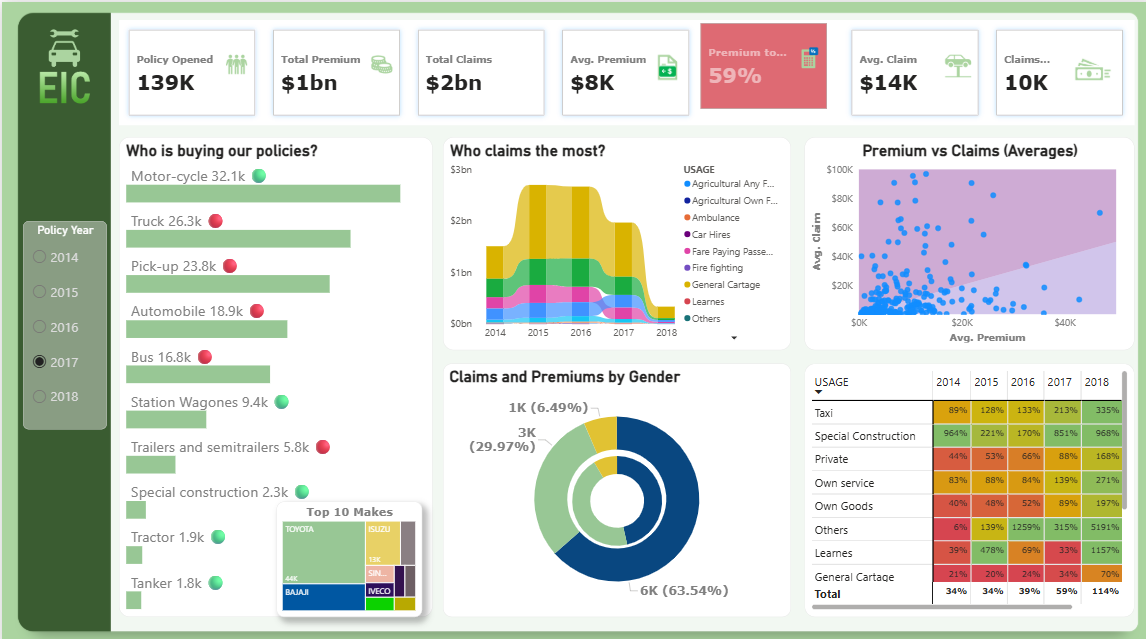 EIC
Policy Year
2014
2015
2016
2017
2018
Policy Opened
139K
Total Premium
$1bn
Total Claims
$2bn
Avg. Premium
$8K
Premium to...
59%
Avg. Claim
$14K
Claims...
10K
Who is buying our policies?
Motor-cycle 32.1k
Truck 26.3k
Pick-up 23.8k
Automobile 18.9k
Bus 16.8k
Station Wagones 9.4k
Trailers and semitrailers 5.8k
Special construction 2.3k
Tractor 1.9k
Tanker 1.8k
Top 10 Makes
TOYOTA
44K
BAJAJI
ISUZU
13K
SIN...
IVECO
Who claims the most?
$3bn
$2bn
$1bn
$0bn
2014 2015 2016 2017 2018
USAGE
Agricultural Any F...
Agricultural Own F...
Ambulance
Car Hires
Fare Paying Passe...
Fire fighting
General Cartage
Learnes
Others
Claims and Premiums by Gender
1K (6.49%)
3K
(29.97%)
6K (63.54%)
Premium vs Claims (Averages)
Avg. Claim
$100K
$80K
$60K
$40K
$20K
$0K $20K $40K
Avg. Premium
USAGE 2014 2015 2016 2017 2018
Taxi 89% 128% 133% 213% 335%
Special Construction 964% 221% 170% 851% 968%
Private 44% 53% 66% 88% 168%
Own service 83% 88% 84% 139% 271%
Own Goods 40% 48% 52% 89% 197%
Others 6% 139% 1259% 315% 5191%
Learnes 39% 478% 69% 33% 1157%
General Cartage 21% 20% 24% 34% 70%
Total 34% 34% 39% 59% 114%